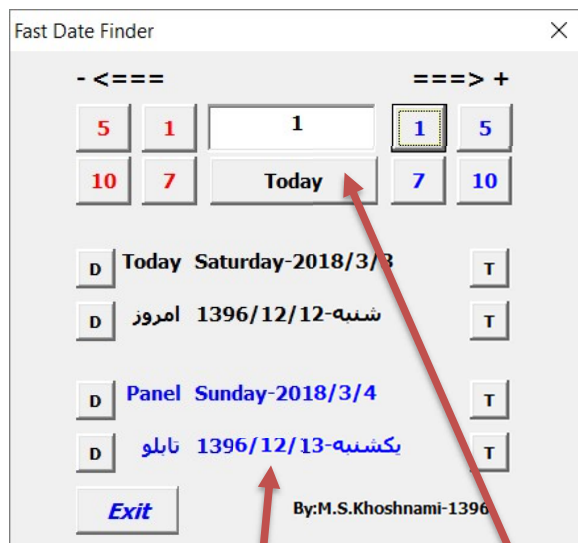 Fast Date Finder
- <=== ===> +
5 1 1 1 5
10 7 Today 7 10
D Today Saturday-2018/3/3 T
D امروز شنبه-1396/12/12 T
D Panel Sunday-2018/3/4 T
D تابلو یکشنبه-1396/12/13 T
Exit By:M.S.Khoshnami-1396